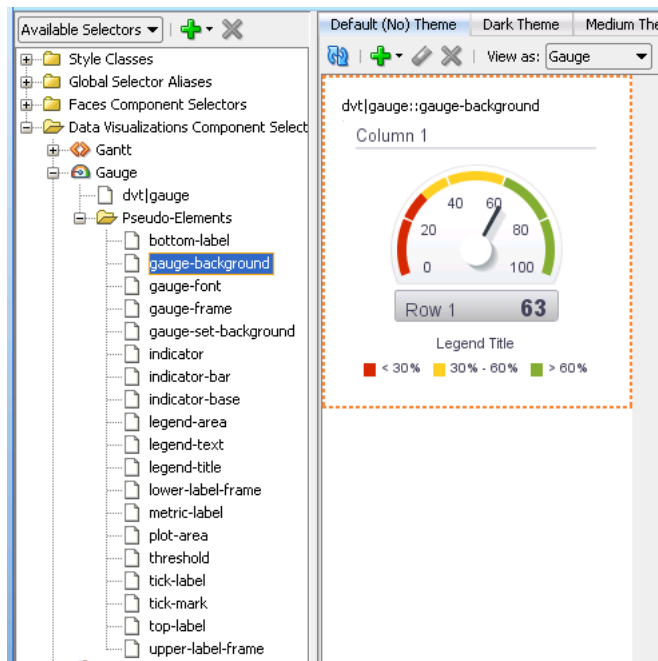 Available Selectors
Style Classes
Global Selector Aliases
Faces Component Selectors
Data Visualizations Component Select
Gantt
Gauge
dvt|gauge
Pseudo-Elements
bottom-label
gauge-background
gauge-font
gauge-frame
gauge-set-background
indicator
indicator-bar
indicator-base
legend-area
legend-text
legend-title
lower-label-frame
metric-label
plot-area
threshold
tick-label
tick-mark
top-label
upper-label-frame
Default (No) Theme Dark Theme Medium The
View as: Gauge
dvt|gauge::gauge-background
Column 1
40 60
20 80
0 100
Row 1 63
Legend Title
< 30% 30% - 60% > 60%